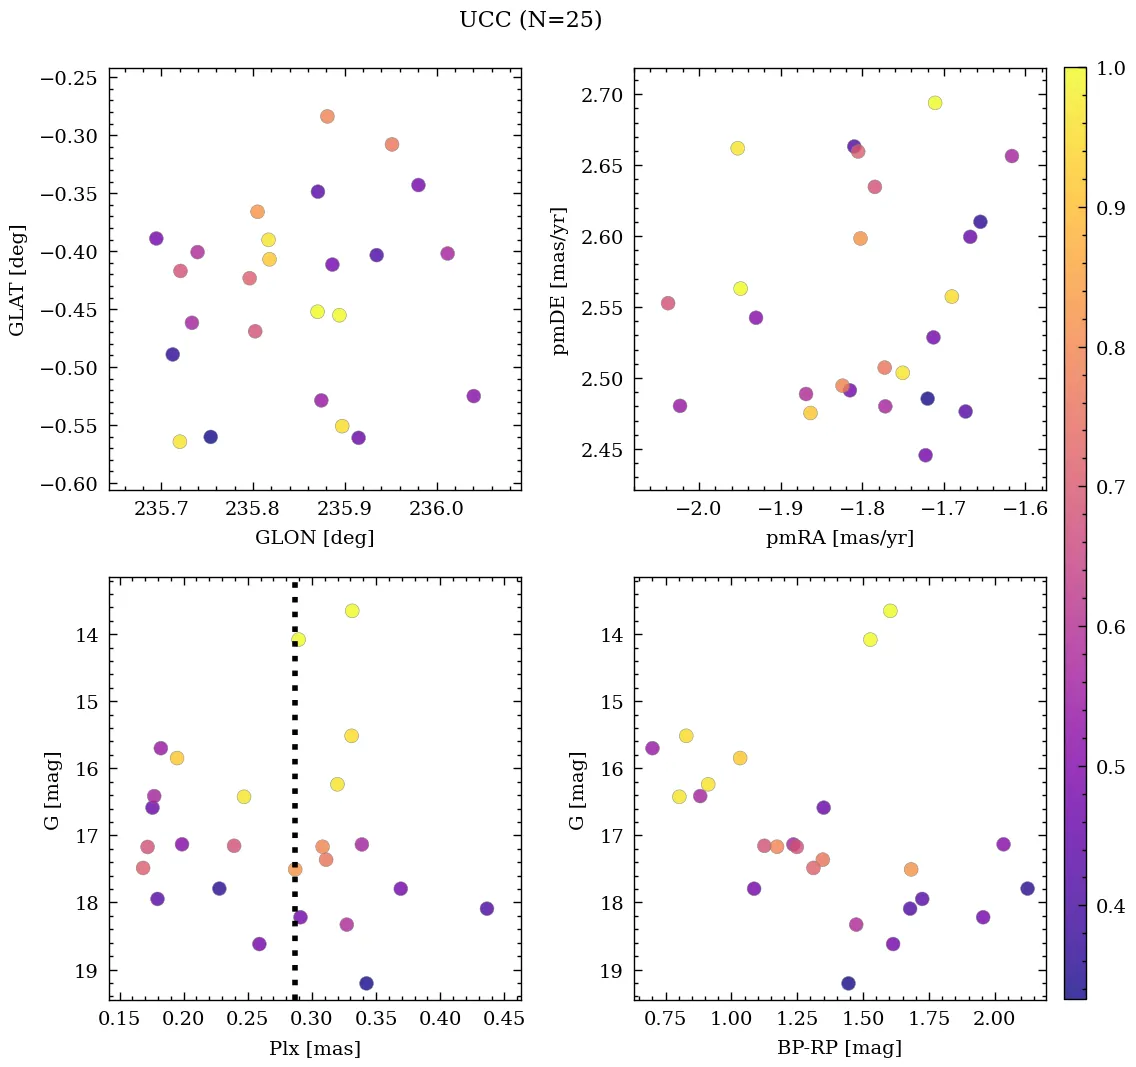 UCC (N=25)
−0.25
−0.30
−0.35
−0.40
−0.45
−0.50
−0.55
−0.60
GLAT [deg]
235.7 235.8 235.9 236.0
GLON [deg]
2.70
2.65
2.60
2.55
2.50
2.45
pmDE [mas/yr]
−2.0 −1.9 −1.8 −1.7 −1.6
pmRA [mas/yr]
14
15
16
17
18
19
G [mag]
0.15 0.20 0.25 0.30 0.35 0.40 0.45
Plx [mas]
14
15
16
17
18
19
G [mag]
0.75 1.00 1.25 1.50 1.75 2.00
BP-RP [mag]
1.0
0.9
0.8
0.7
0.6
0.5
0.4